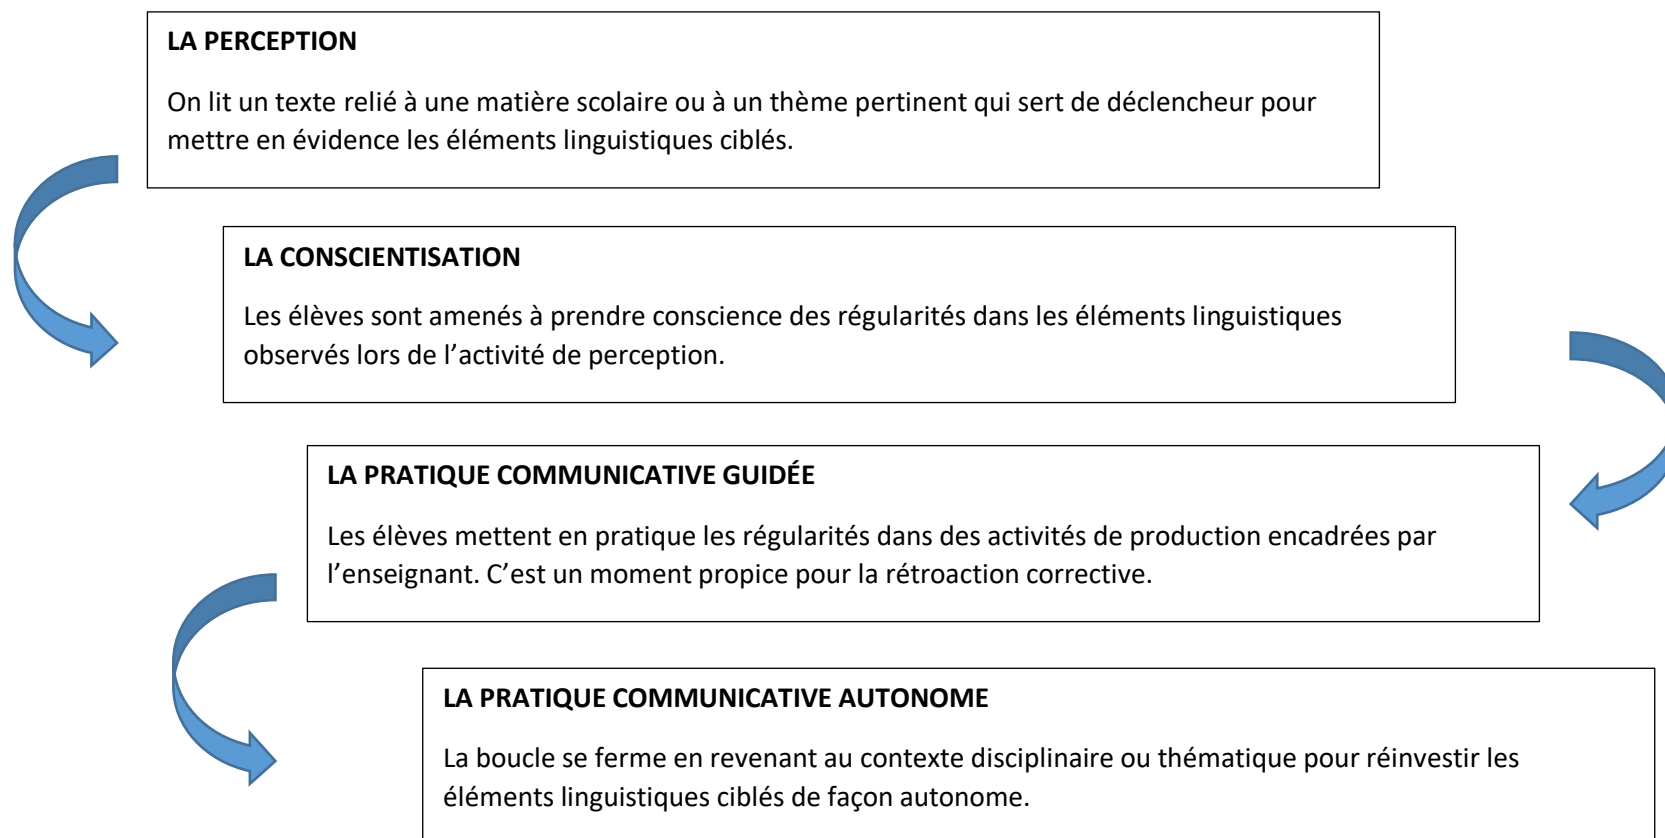 LA PERCEPTION
On lit un texte relié à une matière scolaire ou à un thème pertinent qui sert de déclencheur pour
mettre en évidence les éléments linguistiques ciblés.
LA CONSCIENTISATION
Les élèves sont amenés à prendre conscience des régularités dans les éléments linguistiques
observés lors de l’activité de perception.
LA PRATIQUE COMMUNICATIVE GUIDÉE
Les élèves mettent en pratique les régularités dans des activités de production encadrées par
l’enseignant. C’est un moment propice pour la rétroaction corrective.
LA PRATIQUE COMMUNICATIVE AUTONOME
La boucle se ferme en revenant au contexte disciplinaire ou thématique pour réinvestir les
éléments linguistiques ciblés de façon autonome.